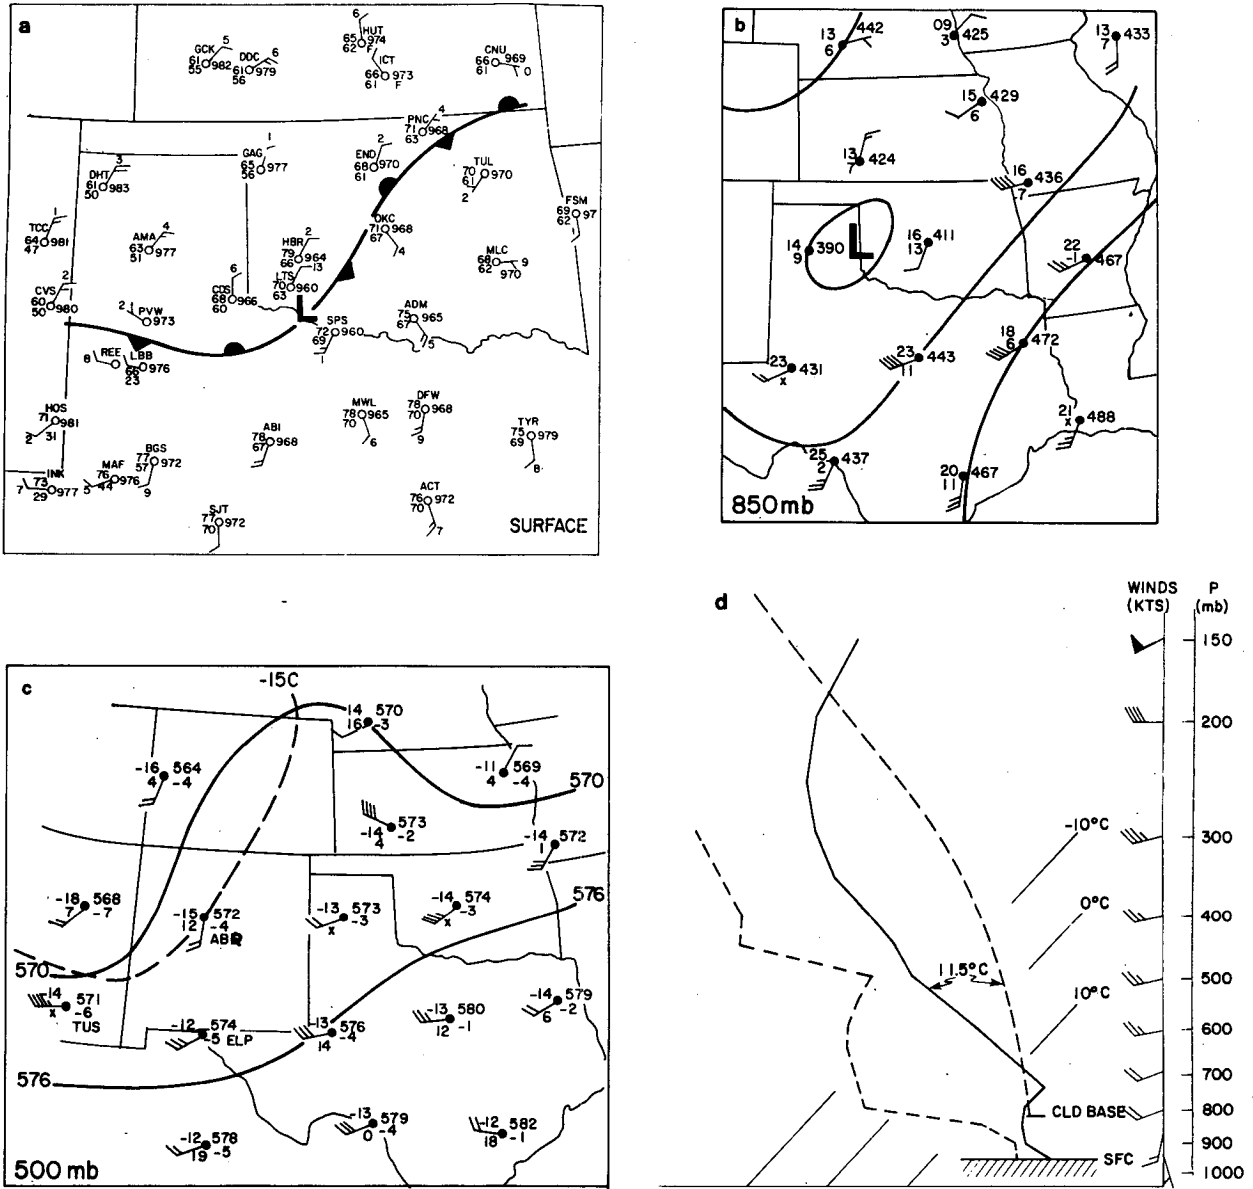 a
HUT
6
65 974
62
F
ICT
66 973
61 F
GCK 5
61 982
55
DDC 6
61 979
56
CNU
66 969
61 0
PNC 4
71 968
63
GAG 1
65 977
56
END 2
68 970
61
TUL
70 970
61
2
DHT 3
61 983
50
FSM
69 97
62
1
TCC 1
64 981
47
AMA 4
63 977
51
HBR 2
79 964
66
OKC
71 968
67
4
MLC
68 9
62 970
LTS 13
70 960
63
L
CDS 6
68 966
60
CVS 2
60 980
50
2 PVW
973
SPS
72 960
69
1
ADM
75 965
67
5
8 REE
LBB
66 976
23
HOS
71 981
2 31
MWL
78 965
70
6
DFW
78 968
70
9
TYR
75 979
69
8
ABI
78 968
67
BGS
77 972
57
9
MAF
76 976
5 44
INK
7 73
29 977
SJT
77 972
70
ACT
76 972
70
7
SURFACE
b
13 442
6
09 425
3
13 433
7
15 429
6
13 424
7
16 436
-7
14 390
9
L
16 411
13
22 467
-1
23 431
x
23 443
11
18 472
6
21 488
x
25 437
2
20 467
11
850mb
c
-15C
14 570
16 -3
-16 564
4 -4
-11 569
4 -4
570
-14 573
4 -2
-14 572
1
576
-18 568
7 -7
-15 572
12 -4
ABQ
-13 573
x -3
-14 574
x -3
570
-14 571
x -6
TUS
-12 574
-5 ELP
-13 576
14 -4
-13 580
12 -1
-14 579
6 -2
576
-13 579
0 -4
-12 582
18 -1
-12 578
19 -5
500mb
d
WINDS P
(KTS) (mb)
150
200
-10°C
300
0°C
400
11.5°C
10°C
500
600
700
CLD BASE
800
900
SFC
1000